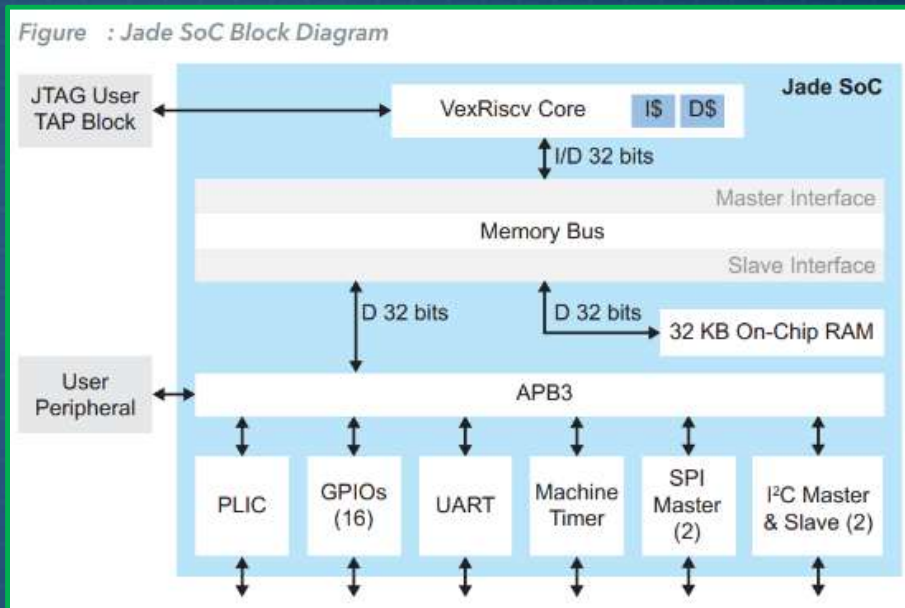 Figure : Jade SoC Block Diagram
JTAG User
TAP Block
Jade SoC
VexRiscv Core
I$
D$
I/D 32 bits
Master Interface
Memory Bus
Slave Interface
D 32 bits
D 32 bits
32 KB On-Chip RAM
User
Peripheral
APB3
PLIC
GPIOs
(16)
UART
Machine
Timer
SPI
Master
(2)
I²C Master
& Slave (2)